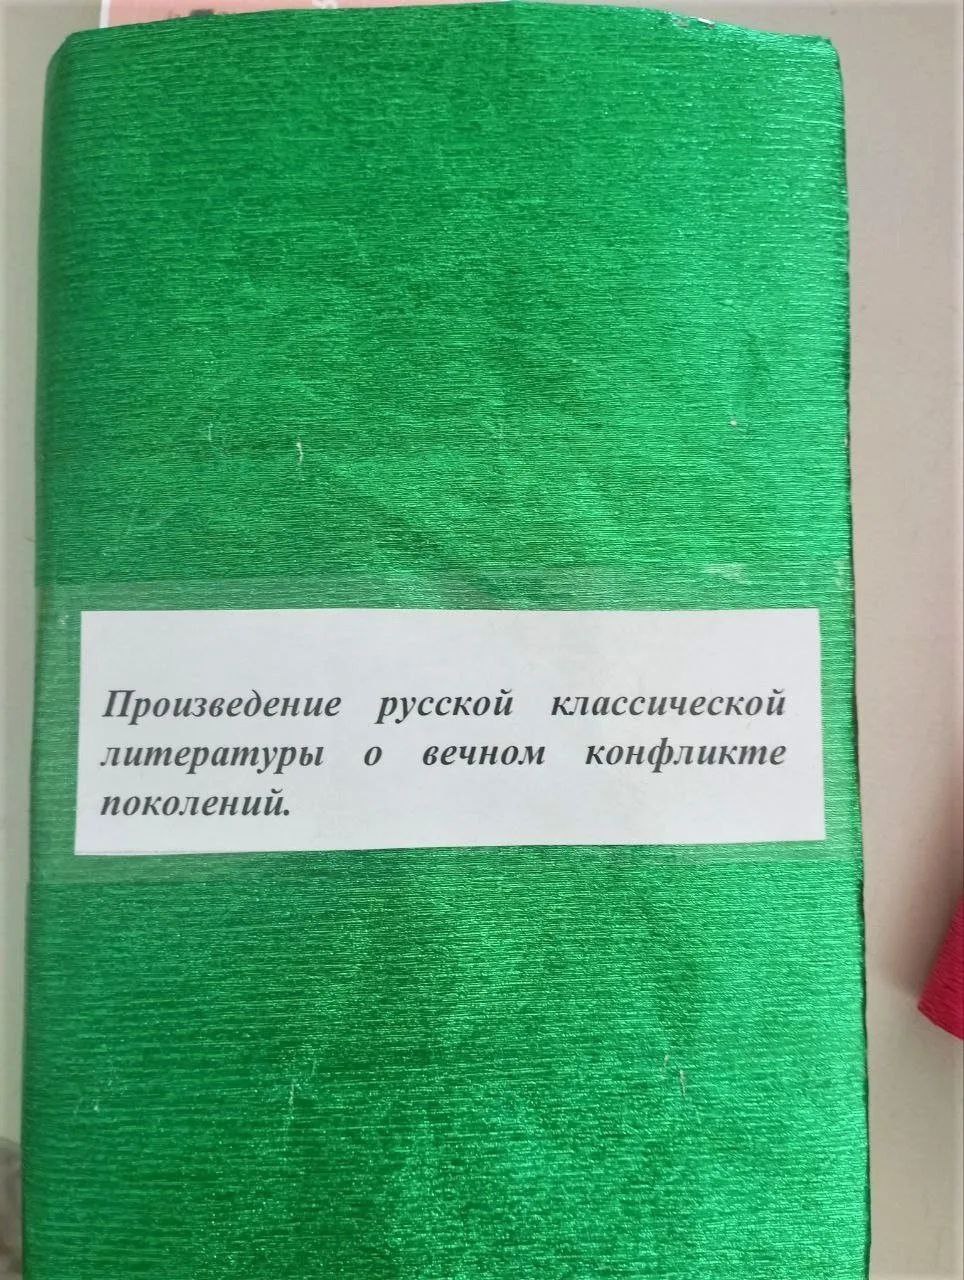 Произведение русской классической
литературы о вечном конфликте
поколений.